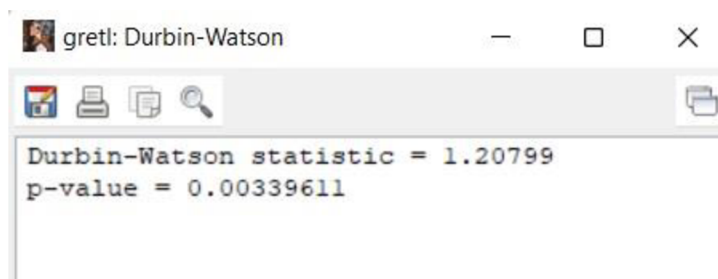 gretl: Durbin-Watson
Durbin-Watson statistic = 1.20799
p-value = 0.00339611